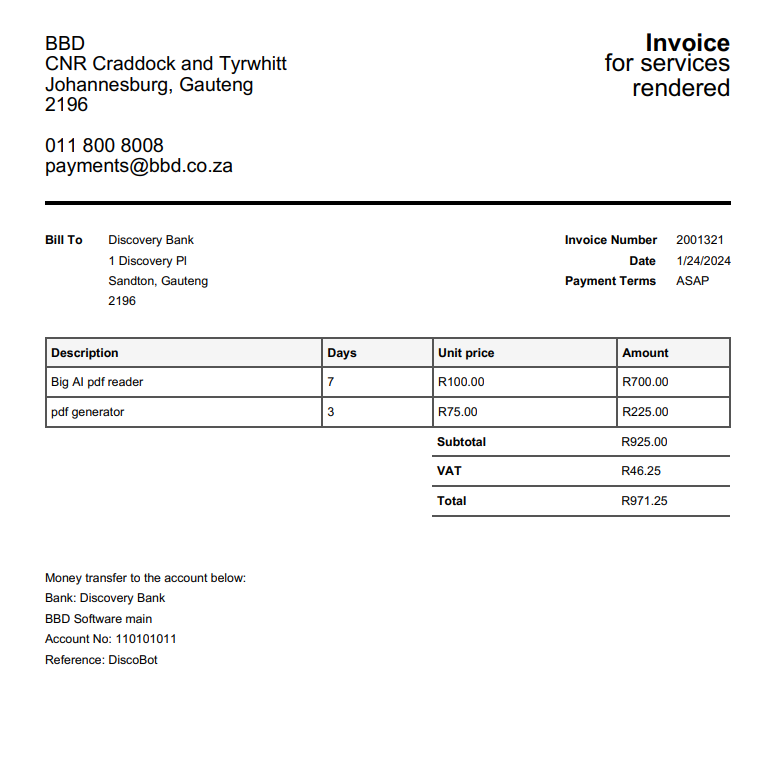 BBD
CNR Craddock and Tyrwhitt
Johannesburg, Gauteng
2196
011 800 8008
payments@bbd.co.za
Invoice
for services
rendered
Bill To Discovery Bank
1 Discovery Pl
Sandton, Gauteng
2196
Invoice Number 2001321
Date 1/24/2024
Payment Terms ASAP
Description Days Unit price Amount
Big AI pdf reader 7 R100.00 R700.00
pdf generator 3 R75.00 R225.00
Subtotal R925.00
VAT R46.25
Total R971.25
Money transfer to the account below:
Bank: Discovery Bank
BBD Software main
Account No: 110101011
Reference: DiscoBot